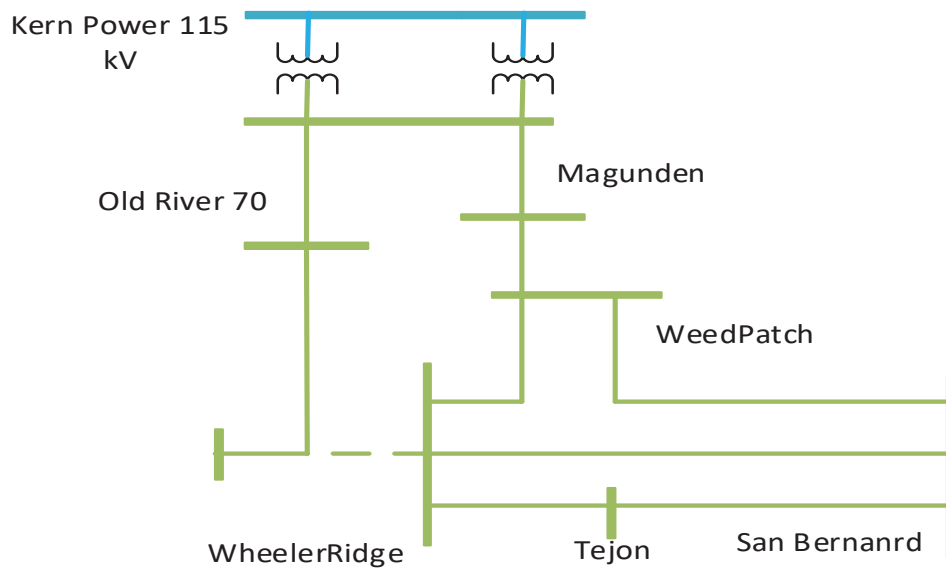 Kern Power 115
kV
Magunden
Old River 70
WeedPatch
WheelerRidge
Tejon
San Bernanrd